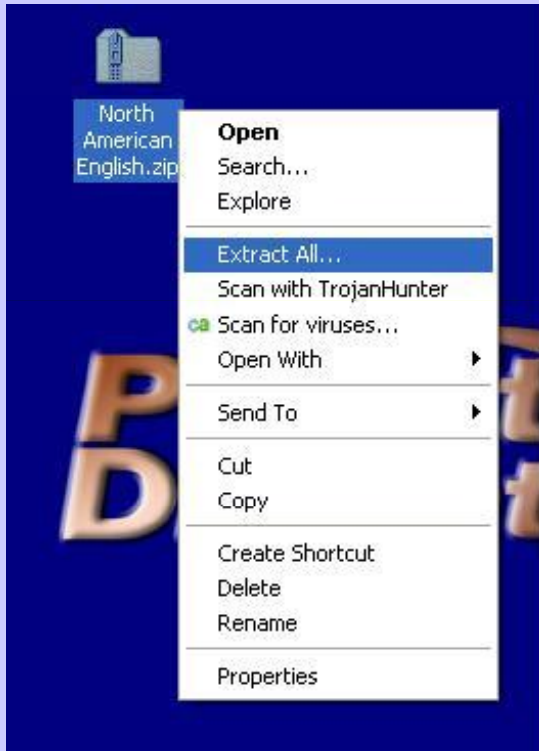 North
American
English.zip
Open
Search...
Explore
Extract All...
Scan with TrojanHunter
ca Scan for viruses...
Open With
Send To
Cut
Copy
Create Shortcut
Delete
Rename
Properties